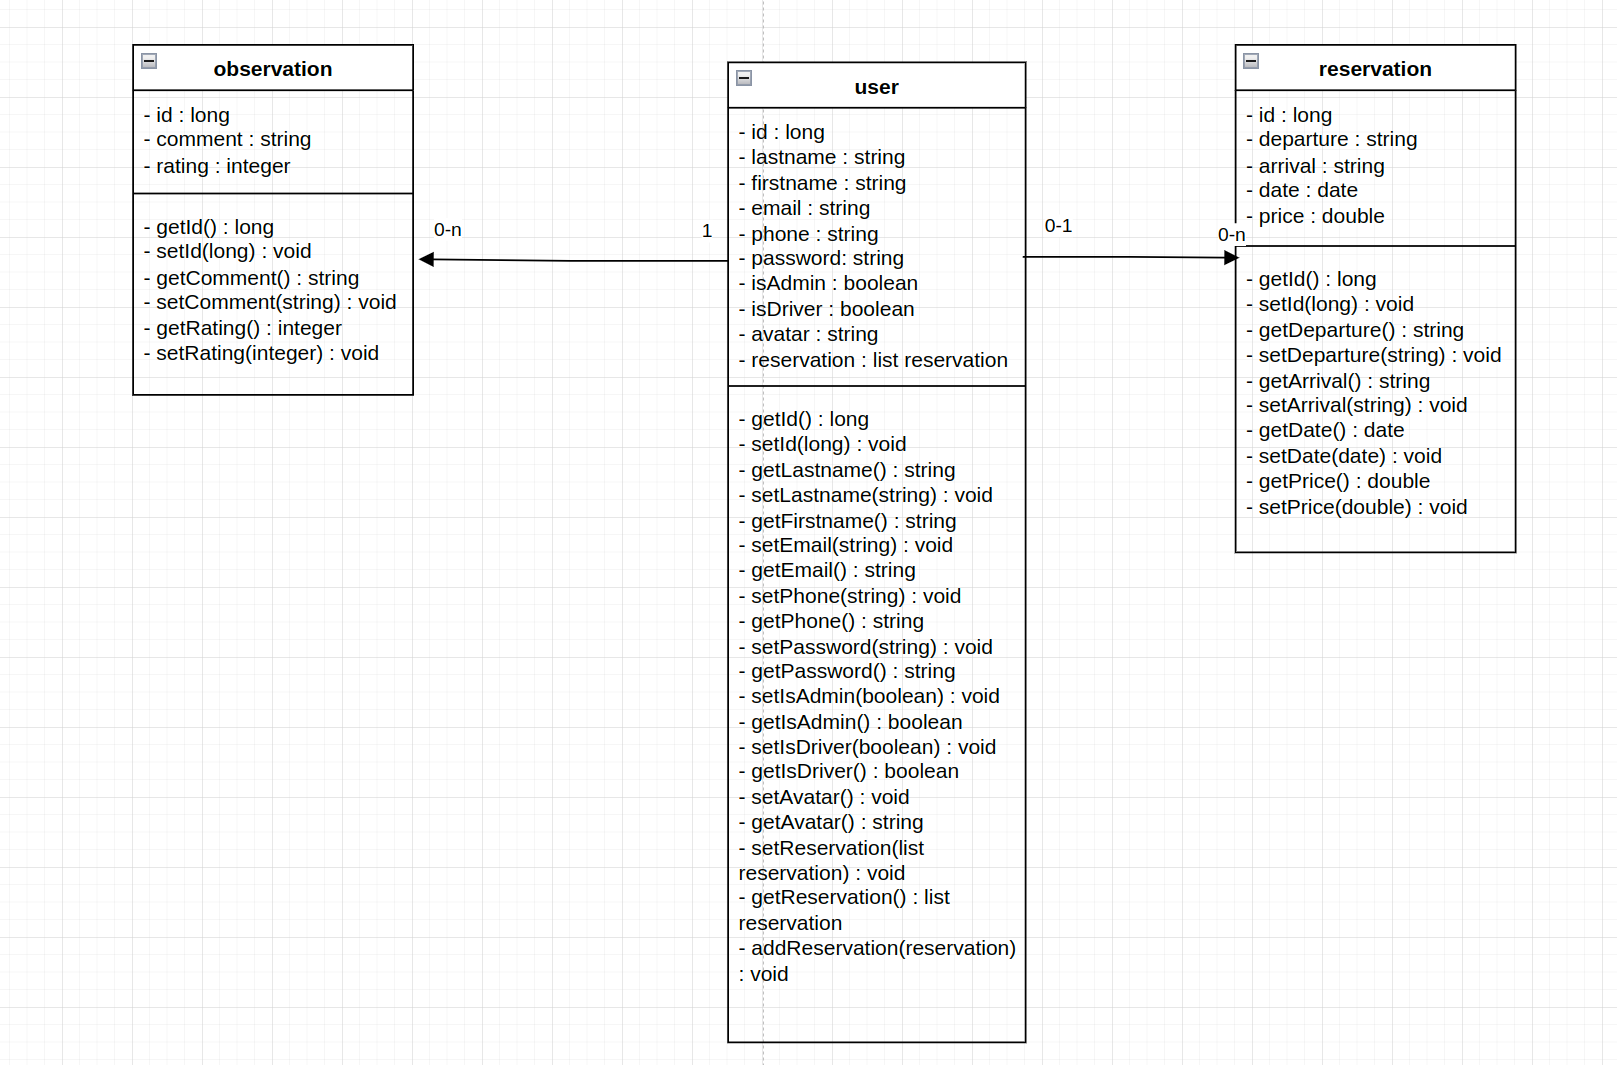 observation
- id : long
- comment : string
- rating : integer
- getId() : long
- setId(long) : void
- getComment() : string
- setComment(string) : void
- getRating() : integer
- setRating(integer) : void
0-n
1
user
- id : long
- lastname : string
- firstname : string
- email : string
- phone : string
- password: string
- isAdmin : boolean
- isDriver : boolean
- avatar : string
- reservation : list reservation
- getId() : long
- setId(long) : void
- getLastname() : string
- setLastname(string) : void
- getFirstname() : string
- setEmail(string) : void
- getEmail() : string
- setPhone(string) : void
- getPhone() : string
- setPassword(string) : void
- getPassword() : string
- setIsAdmin(boolean) : void
- getIsAdmin() : boolean
- setIsDriver(boolean) : void
- getIsDriver() : boolean
- setAvatar() : void
- getAvatar() : string
- setReservation(list
reservation) : void
- getReservation() : list
reservation
- addReservation(reservation)
: void
0-1
0-n
reservation
- id : long
- departure : string
- arrival : string
- date : date
- price : double
- getId() : long
- setId(long) : void
- getDeparture() : string
- setDeparture(string) : void
- getArrival() : string
- setArrival(string) : void
- getDate() : date
- setDate(date) : void
- getPrice() : double
- setPrice(double) : void